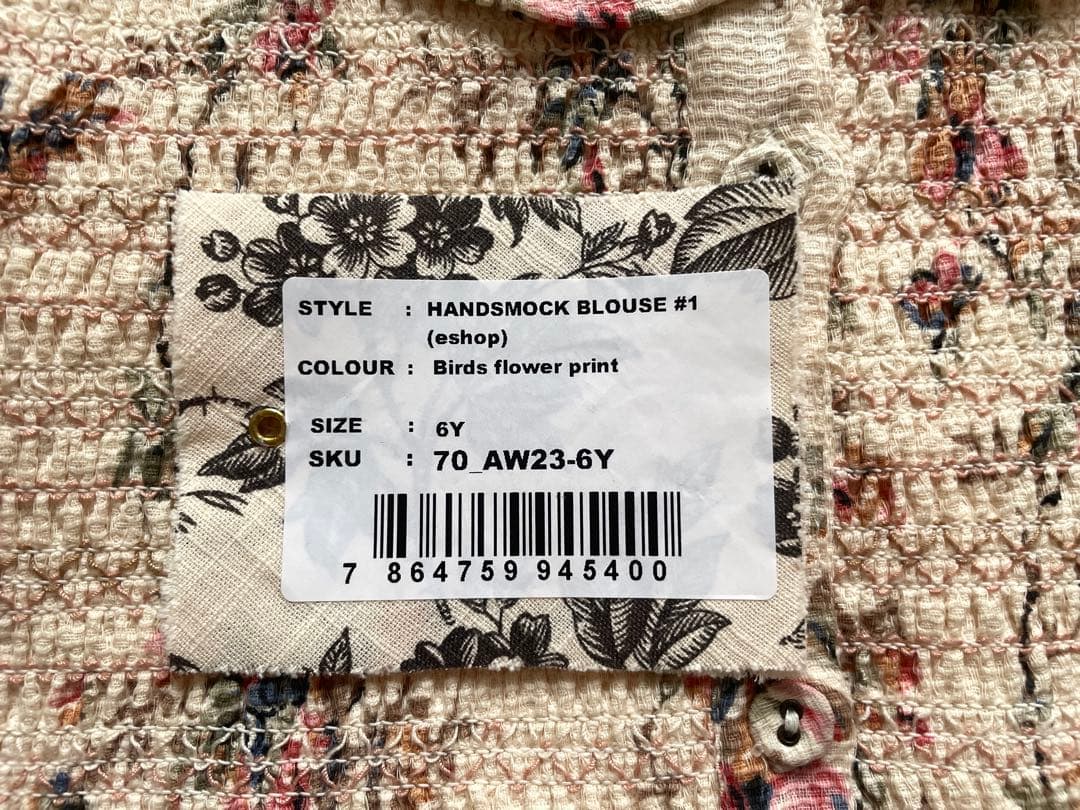 STYLE : HANDSMOCK BLOUSE #1
(eshop)
COLOUR : Birds flower print
SIZE : 6Y
SKU : 70_AW23-6Y
7 864759 945400